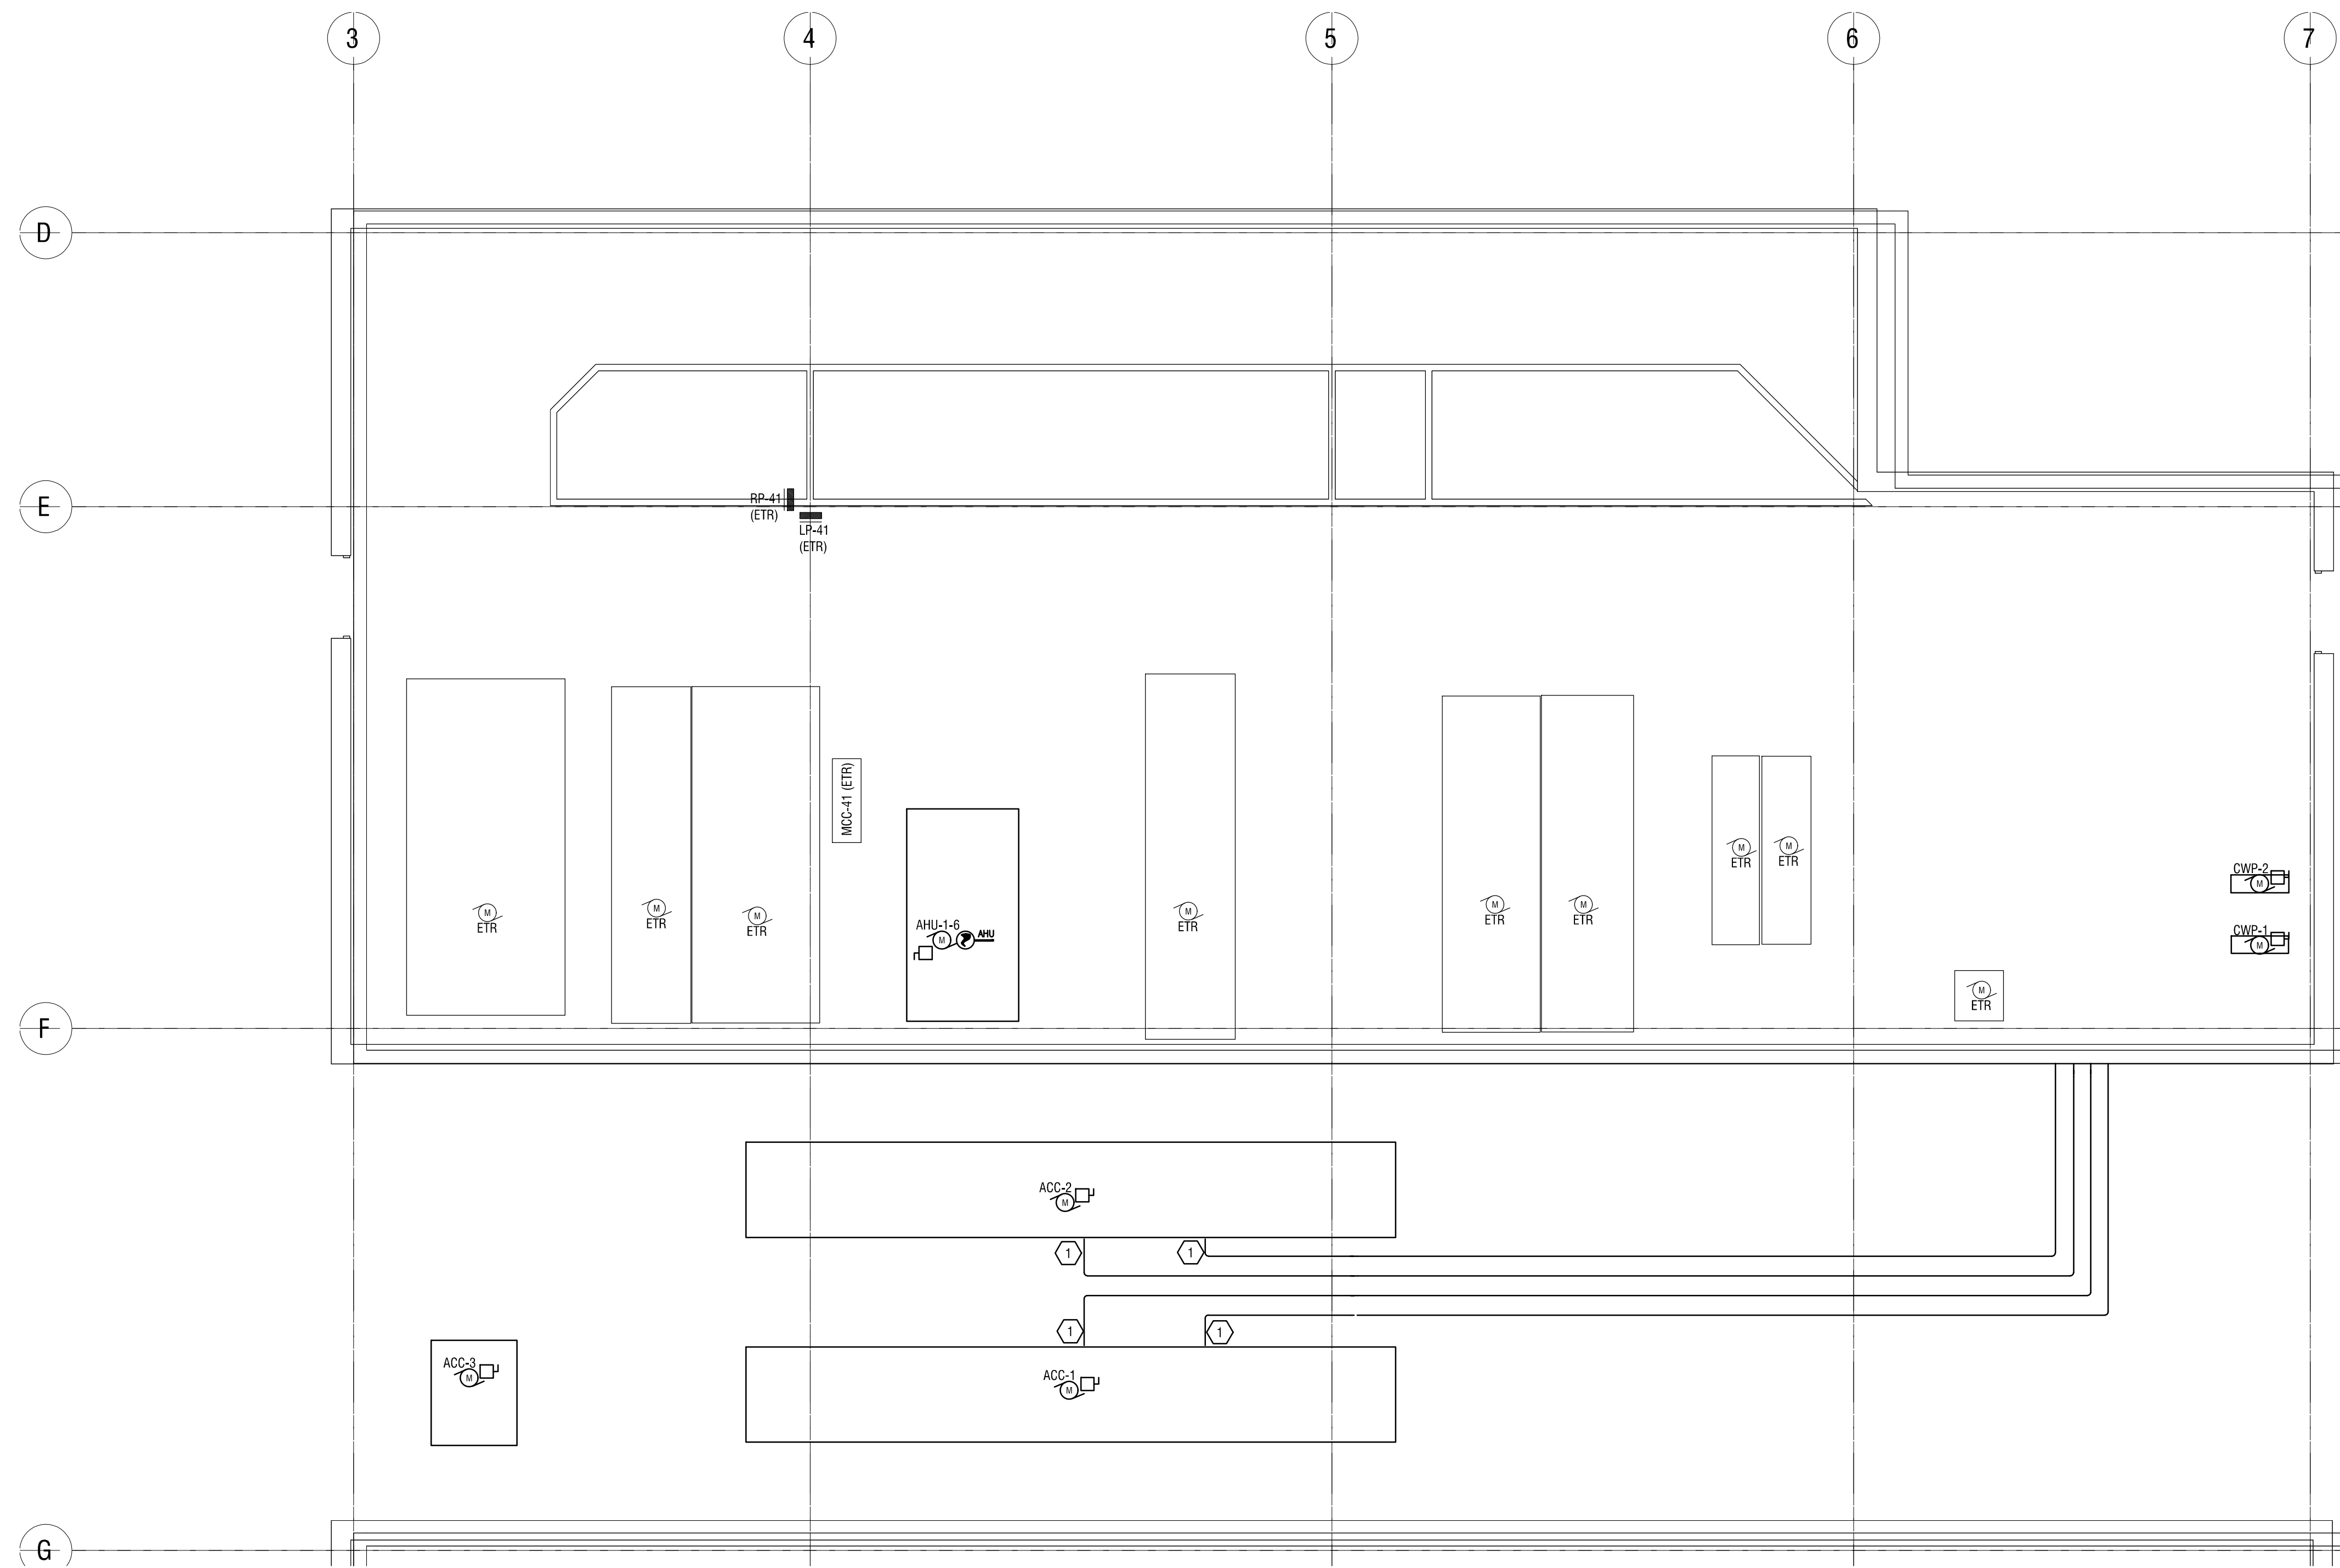 3
4
5
6
7
D
E
RP-41
(ETR)
LP-41
(ETR)
MCC-41 (ETR)
M
ETR
M
ETR
M
ETR
AHU-1-6
M
AHU
M
ETR
M
ETR
M
ETR
M
ETR
M
ETR
CWP-2
M
CWP-1
M
M
ETR
F
ACC-2
M
1
1
1
1
ACC-3
M
ACC-1
M
G